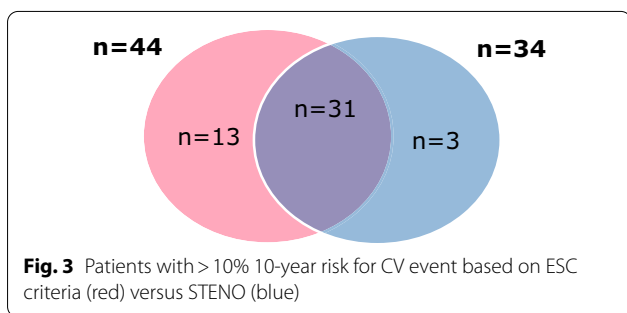 n=44
n=34
n=13
n=31
n=3
Fig. 3 Patients with > 10% 10-year risk for CV event based on ESC
criteria (red) versus STENO (blue)